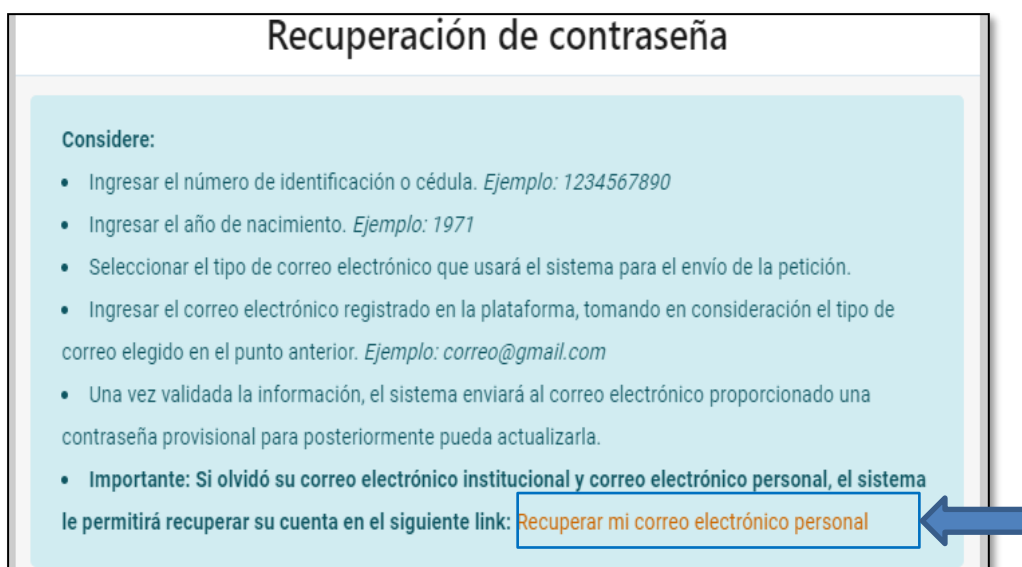 Recuperación de contraseña
Considere:
• Ingresar el número de identificación o cédula. Ejemplo: 1234567890
• Ingresar el año de nacimiento. Ejemplo: 1971
• Seleccionar el tipo de correo electrónico que usará el sistema para el envío de la petición.
• Ingresar el correo electrónico registrado en la plataforma, tomando en consideración el tipo de
correo elegido en el punto anterior. Ejemplo: correo@gmail.com
• Una vez validada la información, el sistema enviará al correo electrónico proporcionado una
contraseña provisional para posteriormente pueda actualizarla.
• Importante: Si olvidó su correo electrónico institucional y correo electrónico personal, el sistema
le permitirá recuperar su cuenta en el siguiente link: Recuperar mi correo electrónico personal